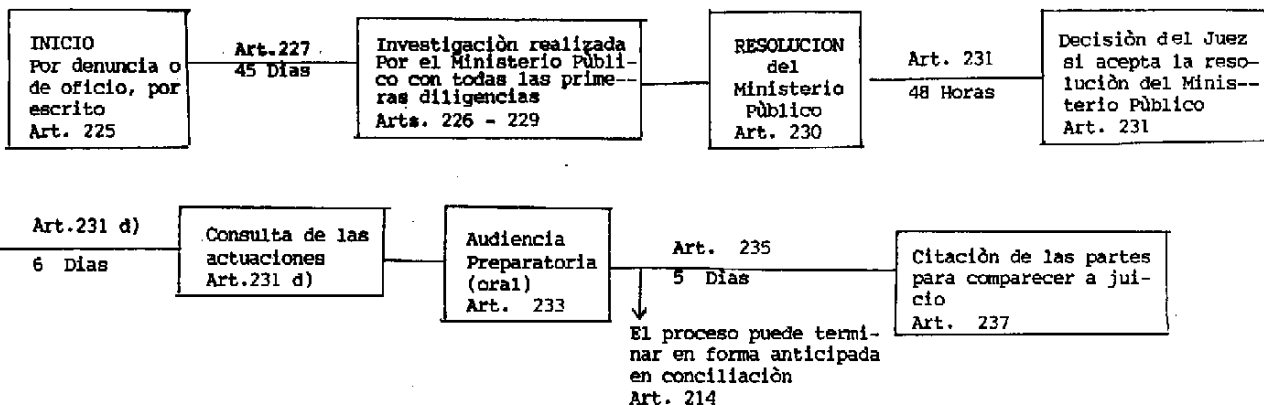 INICIO
Por denuncia o
de oficio, por
escrito
Art. 225
Art.227
45 Dias
Investigaciòn realizada
Por el Ministerio Pùbli-
co con todas las prime--
ras diligencias
Arts. 226 - 229
RESOLUCION
del
Ministerio
Pùblico
Art. 230
Art. 231
48 Horas
Decisiòn del Juez
si acepta la reso-
luciòn del Minis--
terio Pùblico
Art. 231
Art.231 d)
6 Dias
Consulta de las
actuaciones
Art.231 d)
Audiencia
Preparatoria
(oral)
Art. 233
Art. 235
5 Dias
El proceso puede termi-
nar en forma anticipada
en conciliaciòn
Art. 214
Citaciòn de las partes
para comparecer a jui-
cio
Art. 237